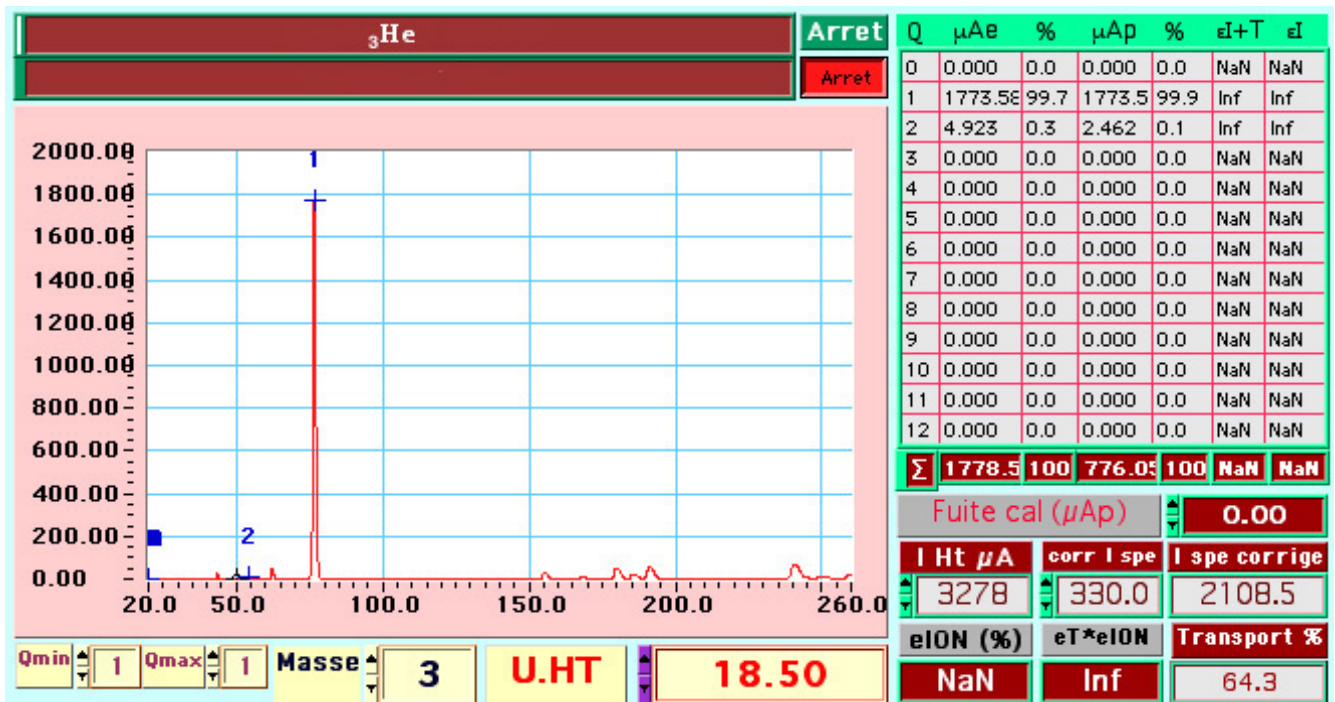 ₃He Arret
Arret
Q µAe % µAp % εI+T εI
0 0.000 0.0 0.000 0.0 NaN NaN
1 1773.58 99.7 1773.5 99.9 Inf Inf
2 4.923 0.3 2.462 0.1 Inf Inf
3 0.000 0.0 0.000 0.0 NaN NaN
4 0.000 0.0 0.000 0.0 NaN NaN
5 0.000 0.0 0.000 0.0 NaN NaN
6 0.000 0.0 0.000 0.0 NaN NaN
7 0.000 0.0 0.000 0.0 NaN NaN
8 0.000 0.0 0.000 0.0 NaN NaN
9 0.000 0.0 0.000 0.0 NaN NaN
10 0.000 0.0 0.000 0.0 NaN NaN
11 0.000 0.0 0.000 0.0 NaN NaN
12 0.000 0.0 0.000 0.0 NaN NaN
Σ 1778.5 100 776.05 100 NaN NaN
2000.00
1800.00
1600.00
1400.00
1200.00
1000.00
800.00
600.00
400.00
200.00
0.00
1
2
20.0 50.0 100.0 150.0 200.0 260.0
Fuite cal (µAp) 0.00
I Ht µA corr I spe I spe corrige
3278 330.0 2108.5
eION (%) eT*eION Transport %
NaN Inf 64.3
Qmin 1 Qmax 1 Masse 3 U.HT 18.50